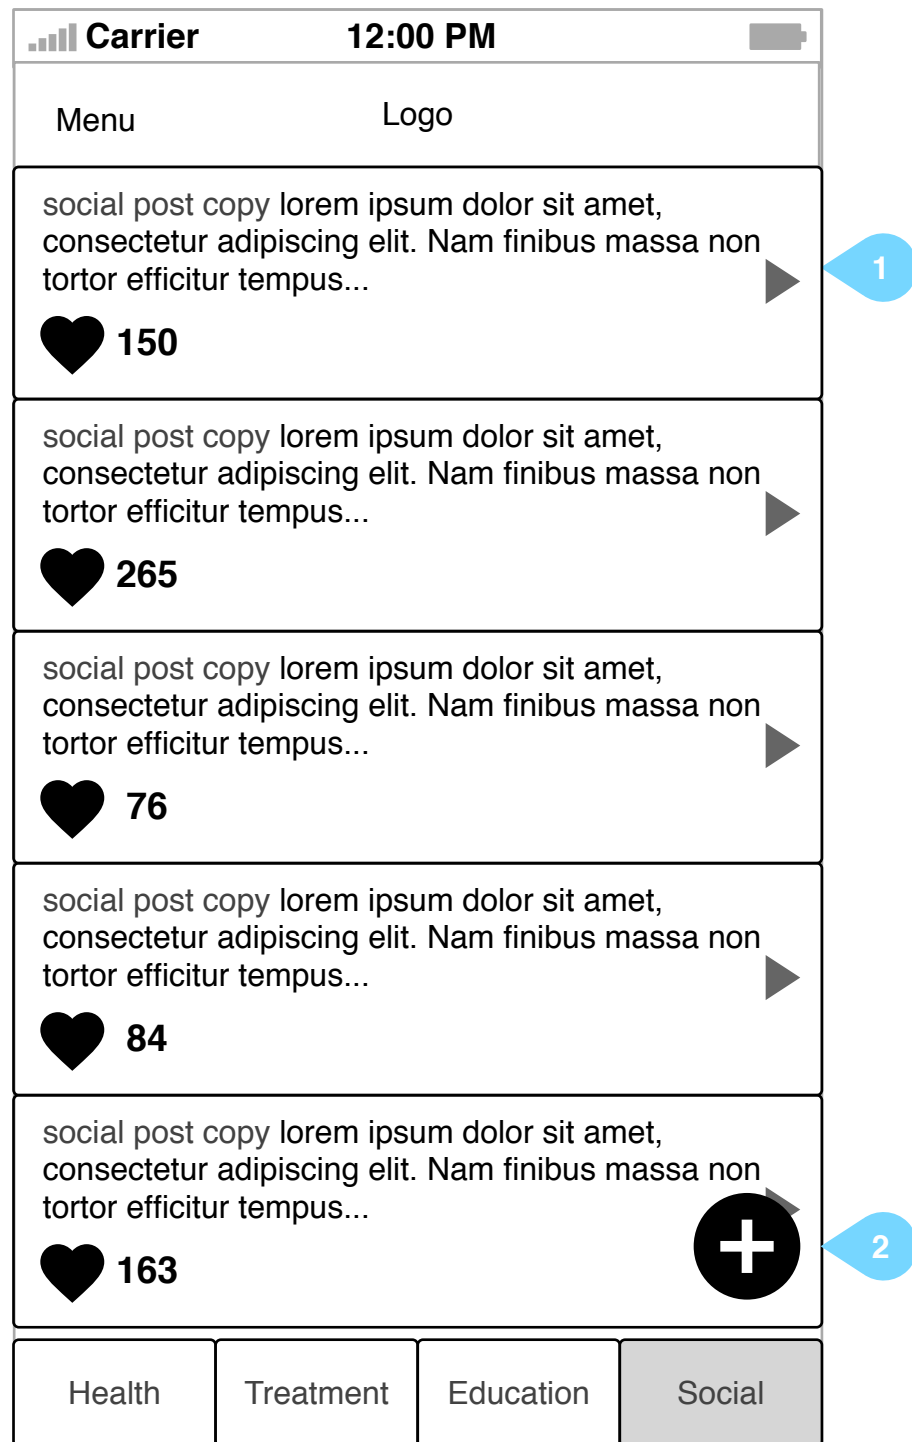 Carrier 12:00 PM
Menu Logo
social post copy lorem ipsum dolor sit amet,
consectetur adipiscing elit. Nam finibus massa non
tortor efficitur tempus...
1
150
social post copy lorem ipsum dolor sit amet,
consectetur adipiscing elit. Nam finibus massa non
tortor efficitur tempus...
265
social post copy lorem ipsum dolor sit amet,
consectetur adipiscing elit. Nam finibus massa non
tortor efficitur tempus...
76
social post copy lorem ipsum dolor sit amet,
consectetur adipiscing elit. Nam finibus massa non
tortor efficitur tempus...
84
social post copy lorem ipsum dolor sit amet,
consectetur adipiscing elit. Nam finibus massa non
tortor efficitur tempus...
2
163
Health Treatment Education Social